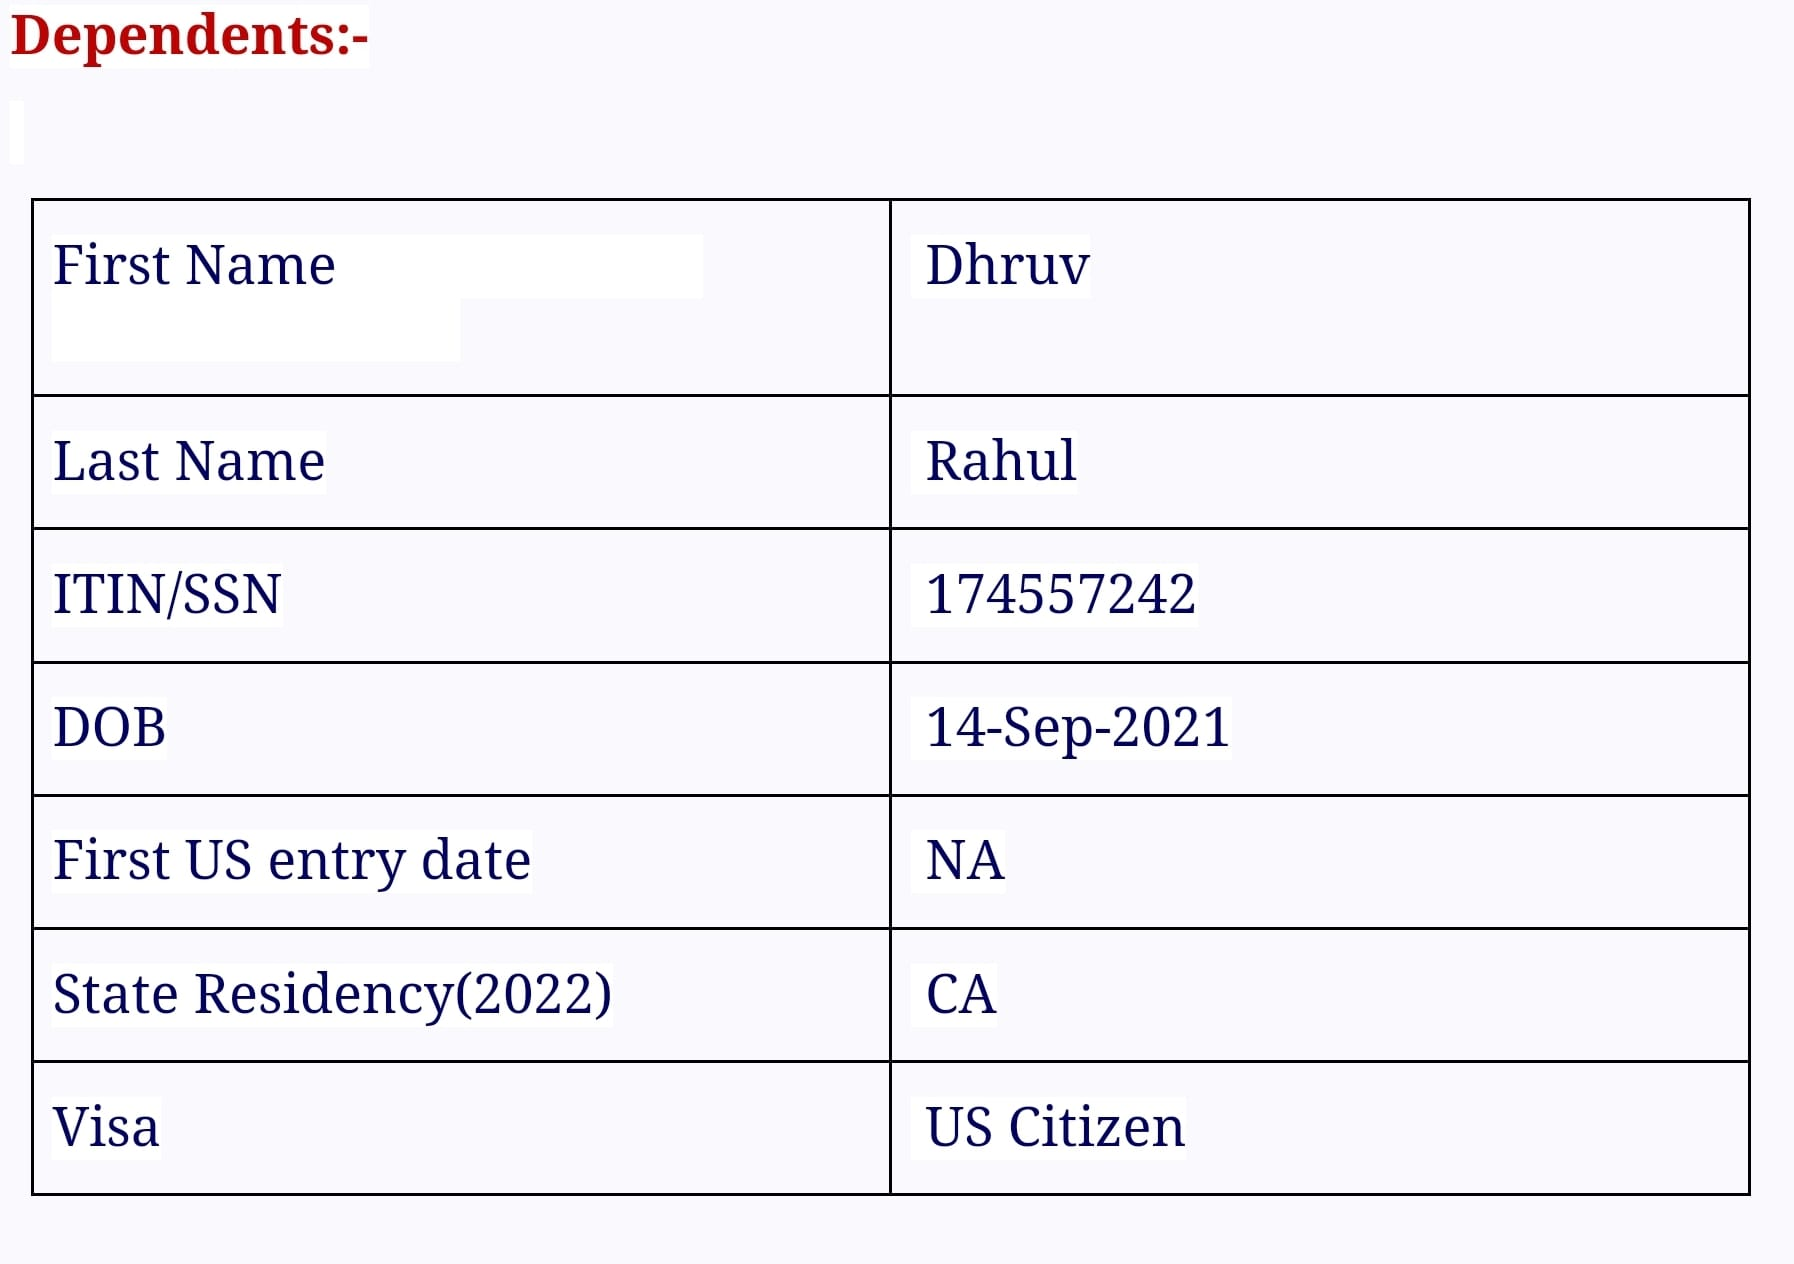 Dependents:-
First Name Dhruv
Last Name Rahul
ITIN/SSN 174557242
DOB 14-Sep-2021
First US entry date NA
State Residency(2022) CA
Visa US Citizen